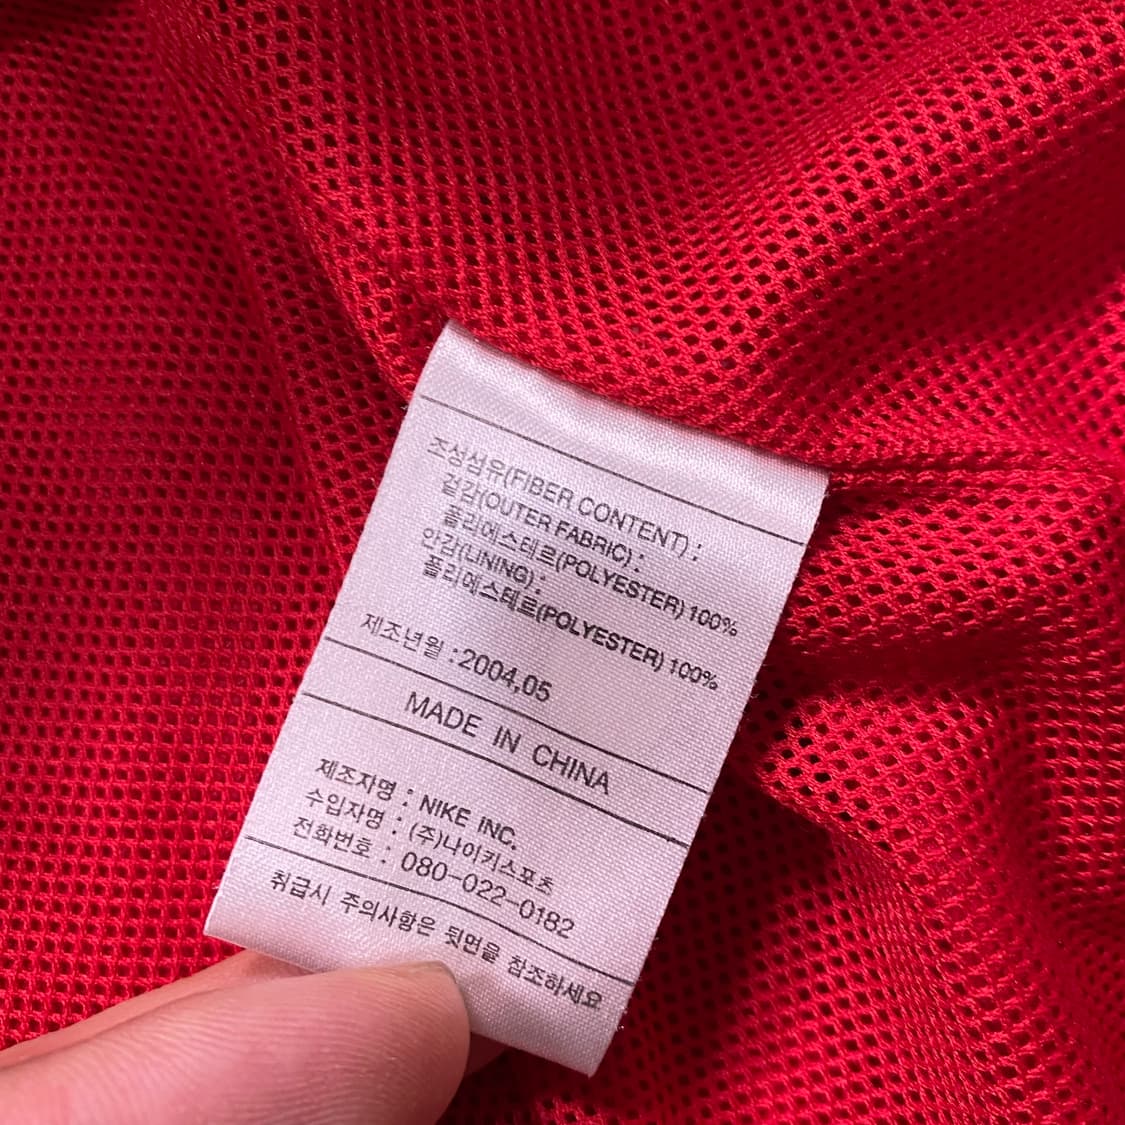 조성섬유(FIBER CONTENT) :
겉감(OUTER FABRIC) :
폴리에스테르(POLYESTER) 100%
안감(LINING) :
폴리에스테르(POLYESTER) 100%
제조년월 : 2004,05
MADE IN CHINA
제조자명 : NIKE INC.
수입자명 : (주)나이키스포츠
전화번호 : 080-022-0182
취급시 주의사항은 뒷면을 참조하세요